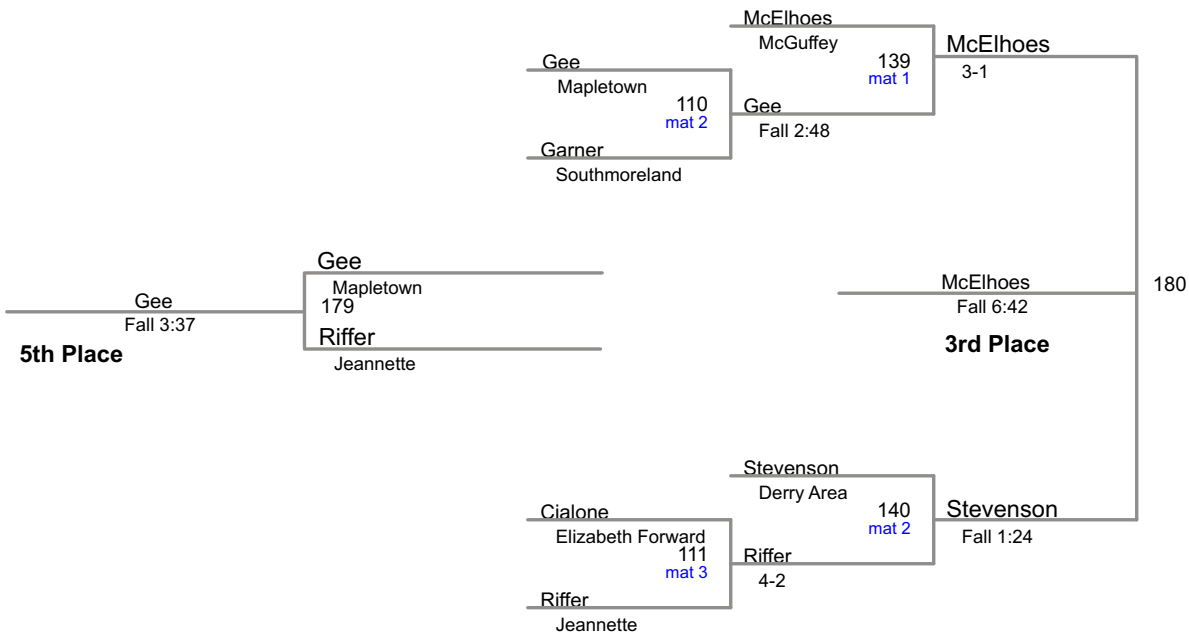 McElhoes
McGuffey
139
mat 1
McElhoes
3-1
Gee
Mapletown
110
mat 2
Gee
Fall 2:48
Garner
Southmoreland
Gee
Mapletown
179
Gee
Fall 3:37
5th Place
Riffer
Jeannette
McElhoes
Fall 6:42
180
3rd Place
Stevenson
Derry Area
140
mat 2
Stevenson
Fall 1:24
Cialone
Elizabeth Forward
111
mat 3
Riffer
4-2
Riffer
Jeannette